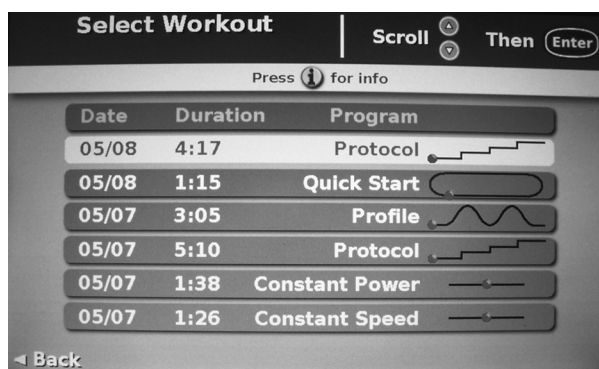 Select Workout
Scroll Then Enter
Press i for info
Date Duration Program
05/08 4:17 Protocol
05/08 1:15 Quick Start
05/07 3:05 Profile
05/07 5:10 Protocol
05/07 1:38 Constant Power
05/07 1:26 Constant Speed
Back